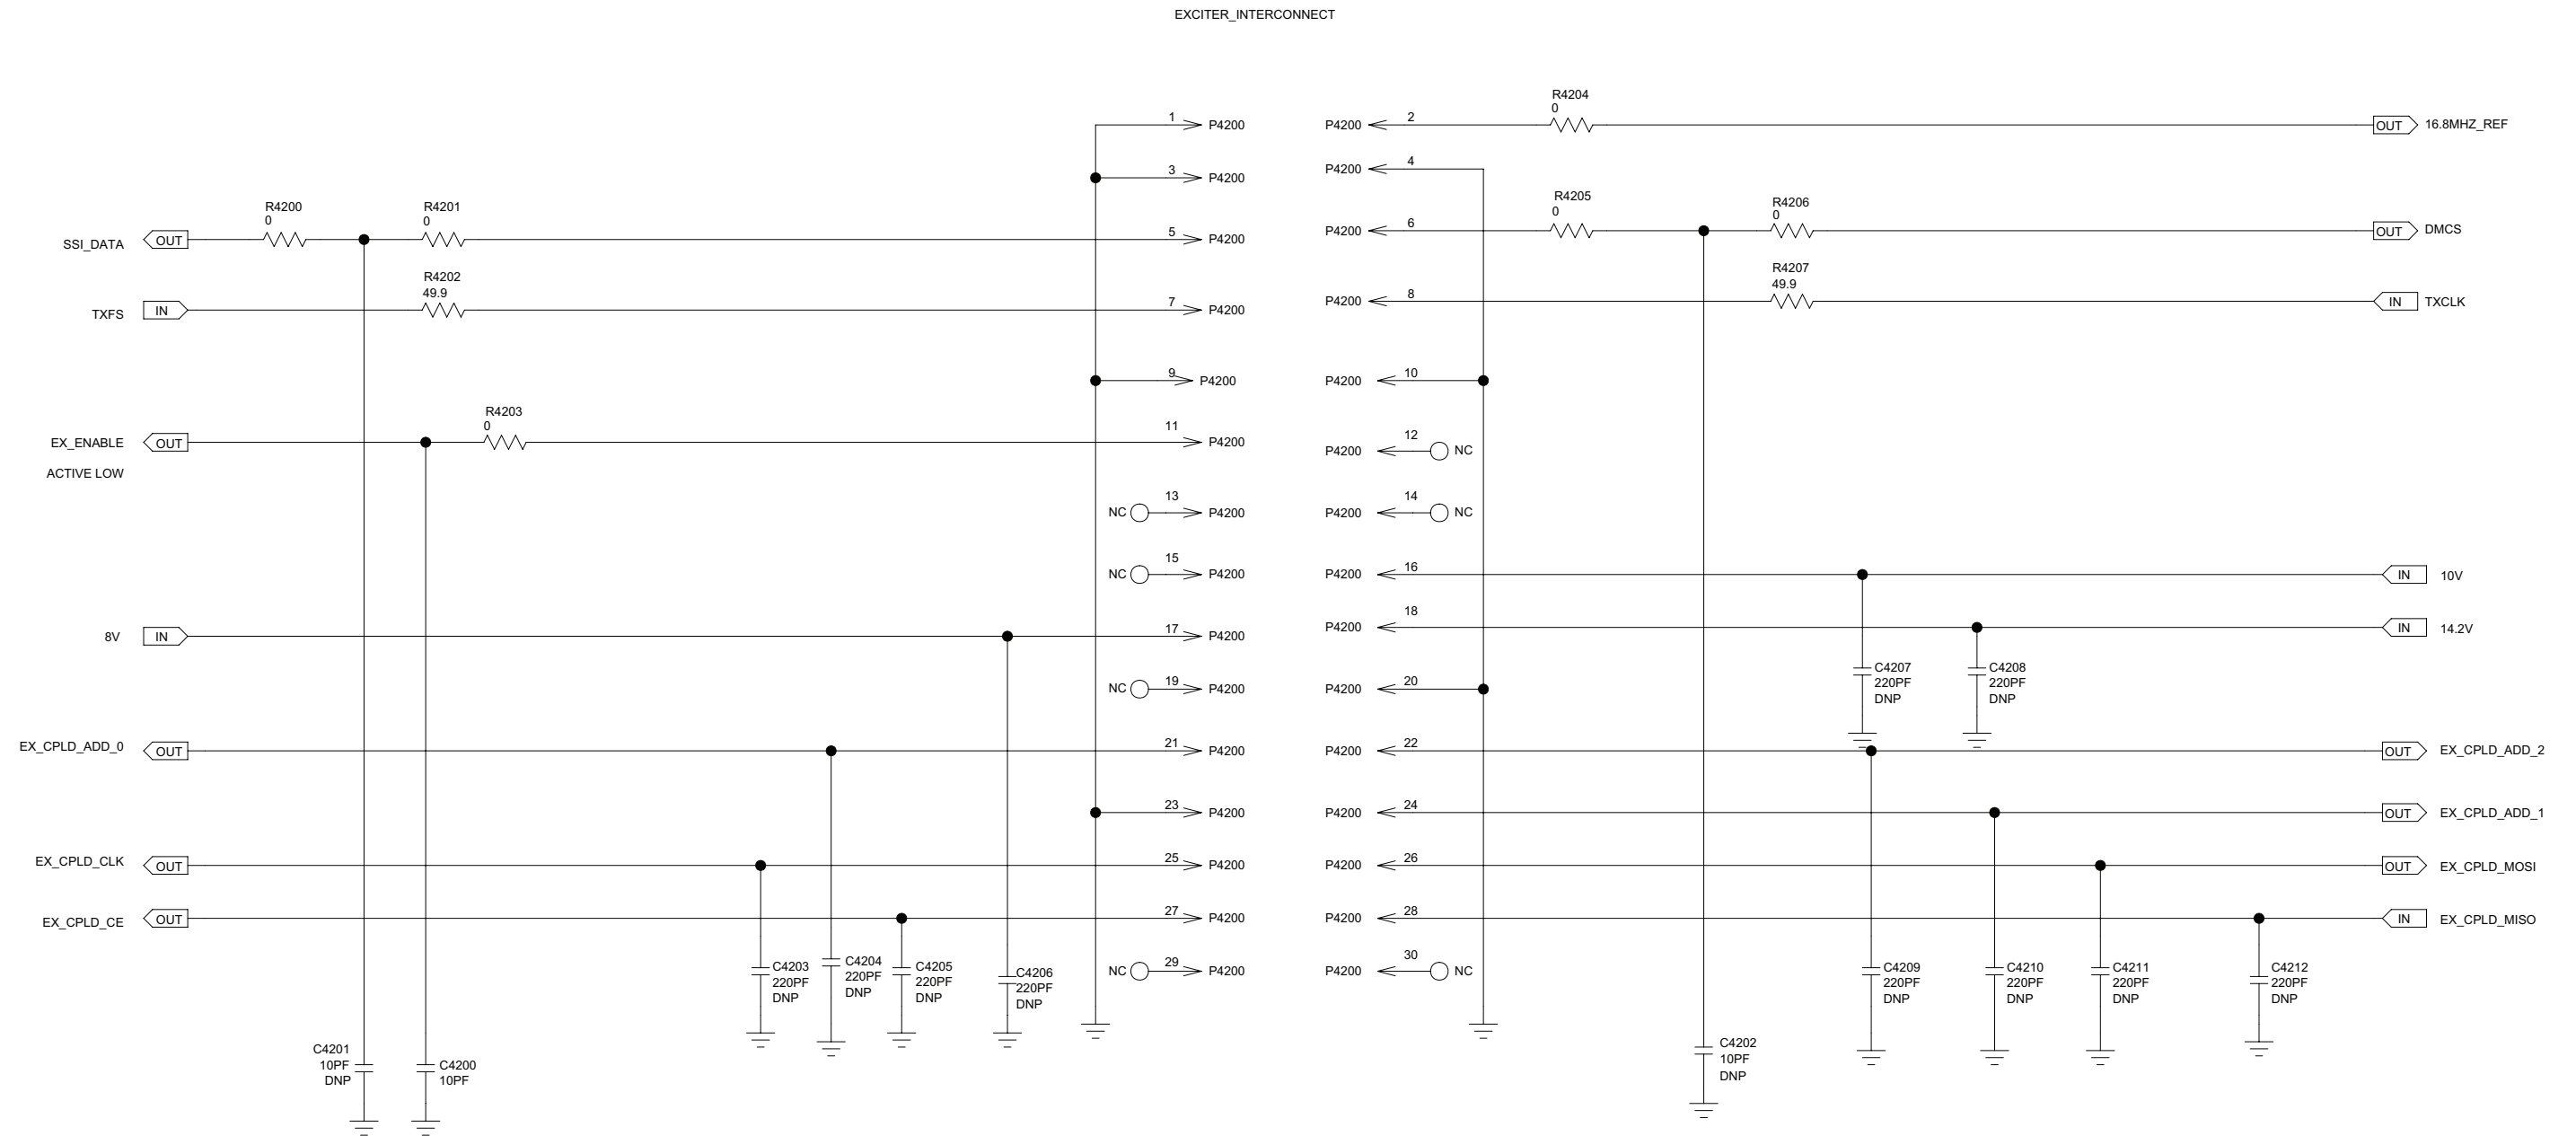 EXCITER_INTERCONNECT
R4204
0
1 P4200
P4200 2
OUT 16.8MHZ_REF
P4200 4
3 P4200
R4200
0
R4201
0
R4205
0
R4206
0
SSI_DATA OUT
5 P4200
P4200 6
OUT DMCS
R4202
49.9
R4207
49.9
TXFS IN
7 P4200
P4200 8
IN TXCLK
9 P4200
P4200 10
R4203
0
EX_ENABLE OUT
11 P4200
P4200 12 NC
ACTIVE LOW
NC 13 P4200
P4200 14 NC
NC 15 P4200
P4200 16
IN 10V
8V IN
17 P4200
P4200 18
IN 14.2V
C4207
220PF
DNP
C4208
220PF
DNP
NC 19 P4200
P4200 20
EX_CPLD_ADD_0 OUT
21 P4200
P4200 22
OUT EX_CPLD_ADD_2
23 P4200
P4200 24
OUT EX_CPLD_ADD_1
EX_CPLD_CLK OUT
25 P4200
P4200 26
OUT EX_CPLD_MOSI
EX_CPLD_CE OUT
27 P4200
P4200 28
IN EX_CPLD_MISO
NC 29 P4200
P4200 30 NC
C4203
220PF
DNP
C4204
220PF
DNP
C4205
220PF
DNP
C4206
220PF
DNP
C4209
220PF
DNP
C4210
220PF
DNP
C4211
220PF
DNP
C4212
220PF
DNP
C4201
10PF
DNP
C4200
10PF
C4202
10PF
DNP